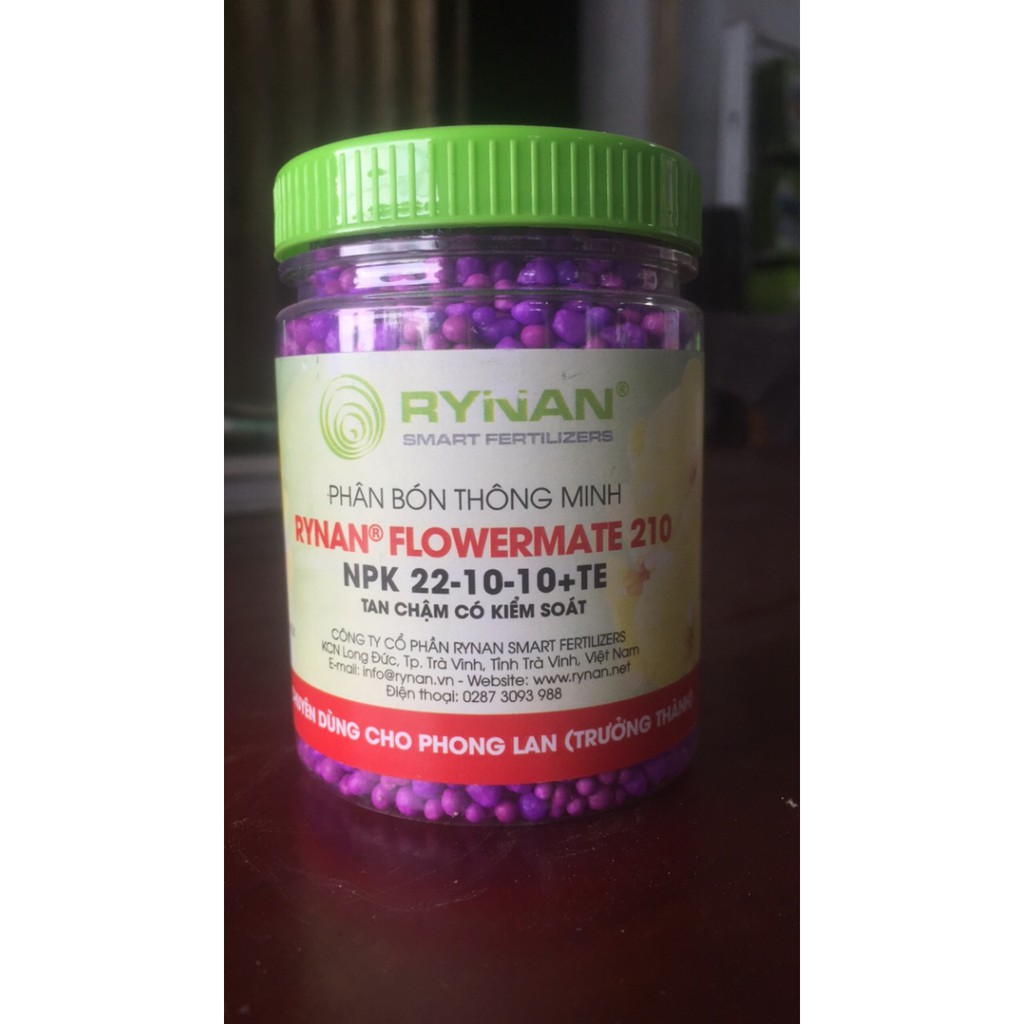 RYNAN®
SMART FERTILIZERS
PHÂN BÓN THÔNG MINH
RYNAN® FLOWERMATE 210
NPK 22-10-10+TE
TAN CHẬM CÓ KIỂM SOÁT
CÔNG TY CỔ PHẦN RYNAN SMART FERTILIZERS
KCN Long Đức, Tp. Trà Vinh, Tỉnh Trà Vinh, Việt Nam
E-mail: info@rynan.vn - Website: www.rynan.net
Điện thoại: 0287 3093 988
DÙNG CHO PHONG LAN (TRƯỞNG THÀNH